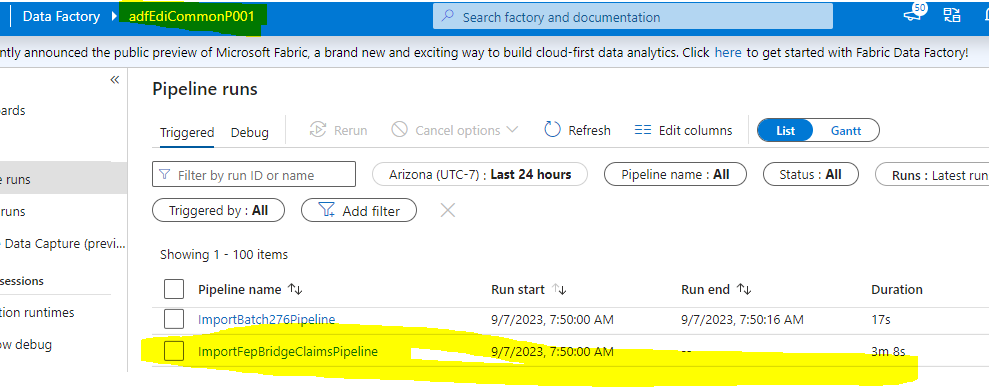 Data Factory adfEdiCommonP001 Search factory and documentation 50
ntly announced the public preview of Microsoft Fabric, a brand new and exciting way to build cloud-first data analytics. Click here to get started with Fabric Data Factory!
«
ards
e runs
runs
Data Capture (previ...
sessions
tion runtimes
ow debug
Pipeline runs
Triggered Debug Rerun Cancel options Refresh Edit columns List Gantt
Filter by run ID or name Arizona (UTC-7) : Last 24 hours Pipeline name : All Status : All Runs : Latest run
Triggered by : All Add filter
Showing 1 - 100 items
Pipeline name Run start Run end Duration
ImportBatch276Pipeline 9/7/2023, 7:50:00 AM 9/7/2023, 7:50:16 AM 17s
ImportFepBridgeClaimsPipeline 9/7/2023, 7:50:00 AM -- 3m 8s